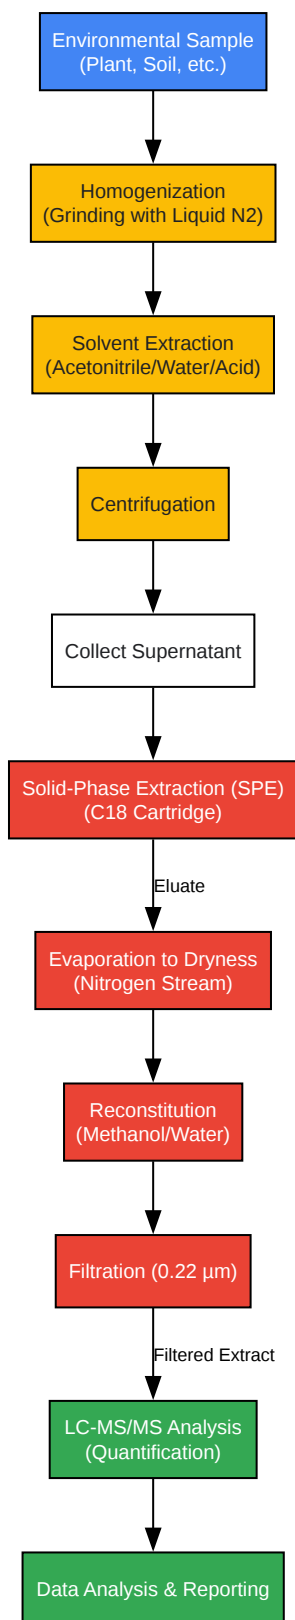 Environmental Sample
(Plant, Soil, etc.)
Homogenization
(Grinding with Liquid N2)
Solvent Extraction
(Acetonitrile/Water/Acid)
Centrifugation
Collect Supernatant
Solid-Phase Extraction (SPE)
(C18 Cartridge)
Eluate
Evaporation to Dryness
(Nitrogen Stream)
Reconstitution
(Methanol/Water)
Filtration (0.22 µm)
Filtered Extract
LC-MS/MS Analysis
(Quantification)
Data Analysis & Reporting